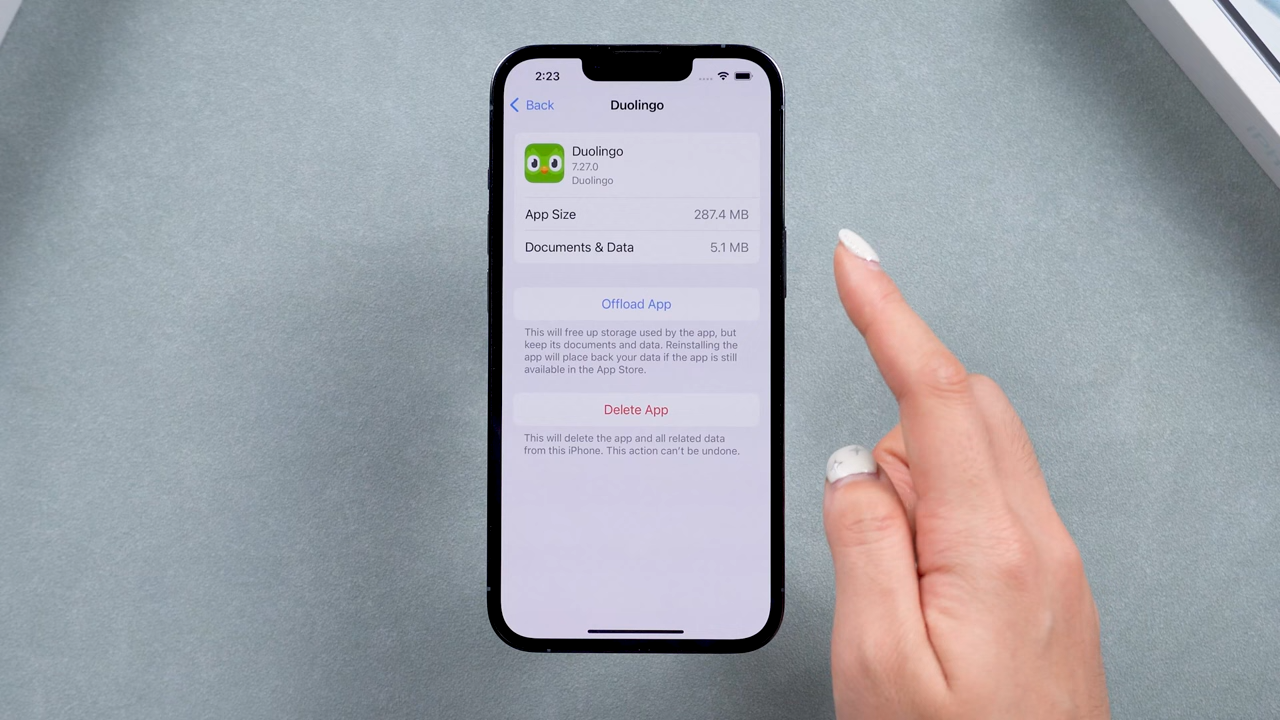 2:23
Back
Duolingo
Duolingo
7.27.0
Duolingo
App Size
287.4 MB
Documents & Data
5.1 MB
Offload App
This will free up storage used by the app, but
keep its documents and data. Reinstalling the
app will place back your data if the app is still
available in the App Store.
Delete App
This will delete the app and all related data
from this iPhone. This action can't be undone.